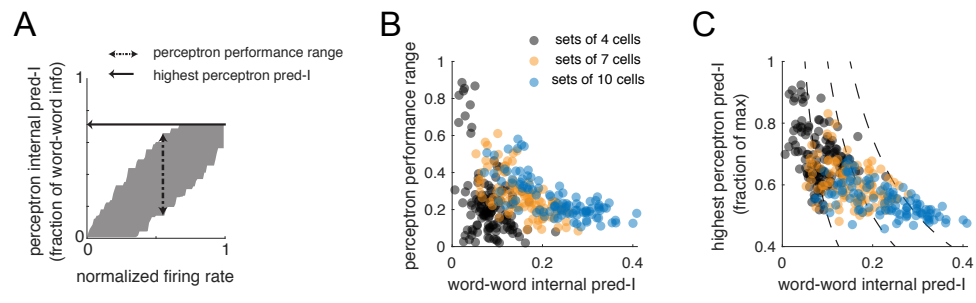 A
perceptron performance range
highest perceptron pred-I
perceptron internal pred-I
(fraction of word-word info)
1
0
0
1
normalized firing rate
B
sets of 4 cells
sets of 7 cells
sets of 10 cells
perceptron performance range
1
0.8
0.6
0.4
0.2
0
0
0.2
0.4
word-word internal pred-I
C
highest perceptron pred-I
(fraction of max)
1
0.8
0.6
0.4
0
0.2
0.4
word-word internal pred-I